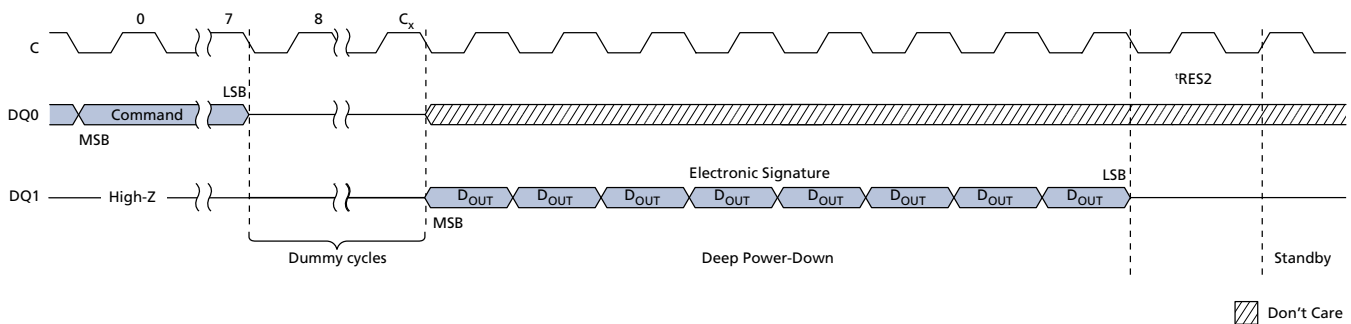 0 7 8 Cx
C
tRES2
LSB
DQ0 Command
MSB
Electronic Signature LSB
DQ1 High-Z DOUT DOUT DOUT DOUT DOUT DOUT DOUT DOUT
MSB
Dummy cycles Deep Power-Down Standby
Don't Care